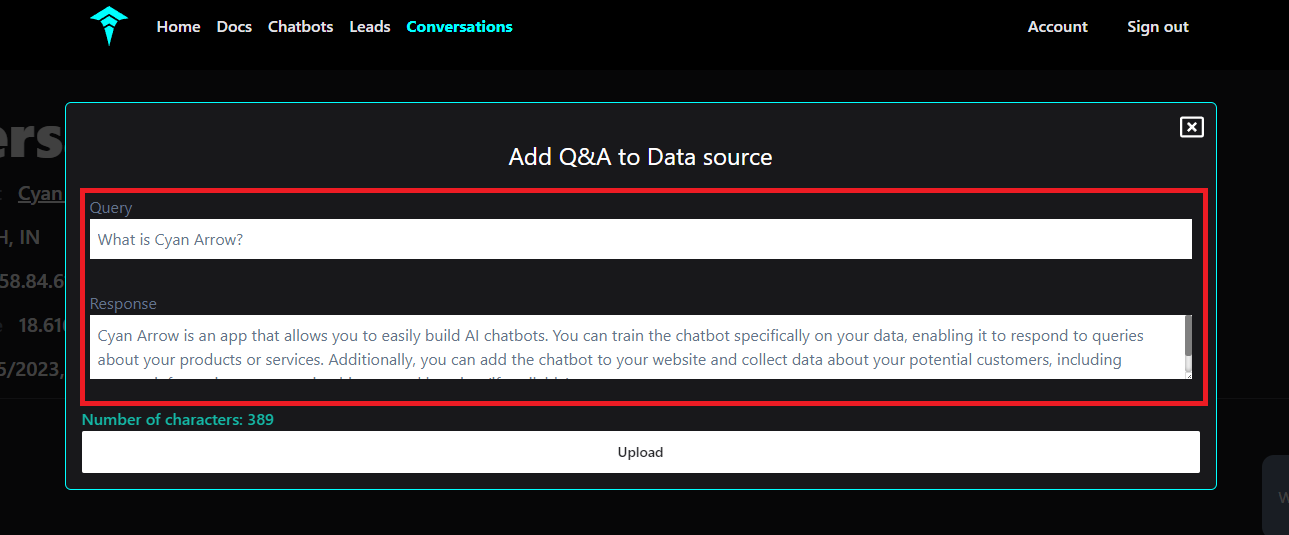 Home Docs Chatbots Leads Conversations Account Sign out
ers
Add Q&A to Data source
Cyan
Query
H, IN
What is Cyan Arrow?
58.84.6
Response
18.610
Cyan Arrow is an app that allows you to easily build AI chatbots. You can train the chatbot specifically on your data, enabling it to respond to queries
about your products or services. Additionally, you can add the chatbot to your website and collect data about your potential customers, including
5/2023,
Number of characters: 389
Upload
W